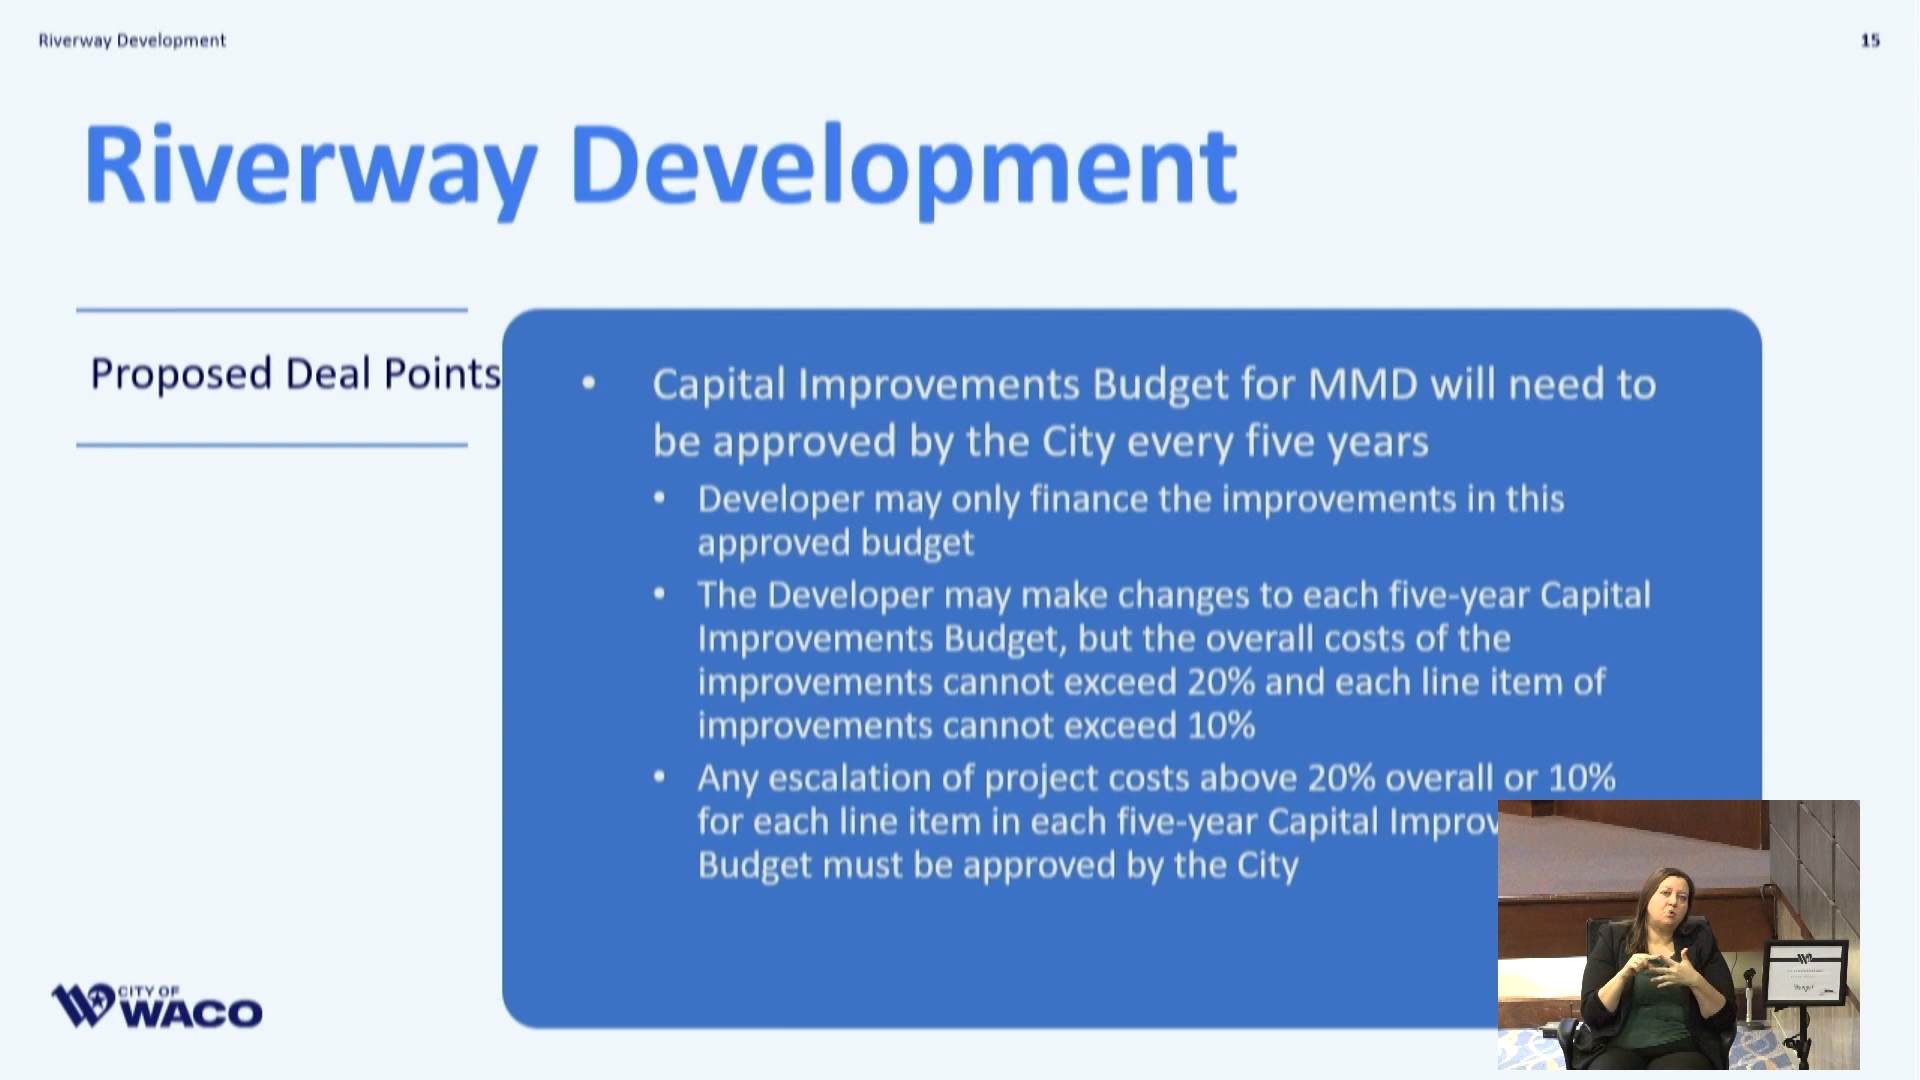 Riverway Development
15
Riverway Development
Proposed Deal Points
• Capital Improvements Budget for MMD will need to
be approved by the City every five years
• Developer may only finance the improvements in this
approved budget
• The Developer may make changes to each five-year Capital
Improvements Budget, but the overall costs of the
improvements cannot exceed 20% and each line item of
improvements cannot exceed 10%
• Any escalation of project costs above 20% overall or 10%
for each line item in each five-year Capital Improv
Budget must be approved by the City
CITY OF
WACO